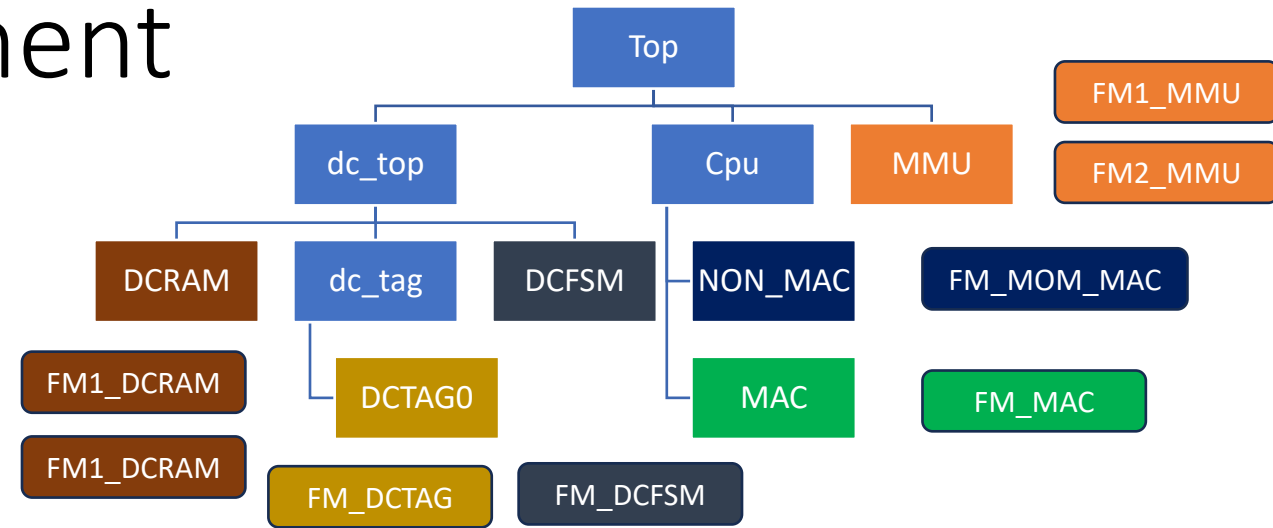 ment
Top
FM1_MMU
dc_top
Cpu
MMU
FM2_MMU
DCRAM
dc_tag
DCFSM
NON_MAC
FM_MOM_MAC
FM1_DCRAM
DCTAG0
MAC
FM_MAC
FM1_DCRAM
FM_DCTAG
FM_DCFSM